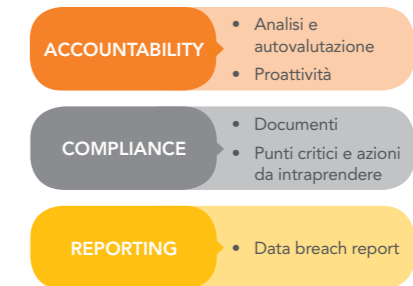 ACCOUNTABILITY
• Analisi e
autovalutazione
• Proattività
COMPLIANCE
• Documenti
• Punti critici e azioni
da intraprendere
REPORTING
• Data breach report